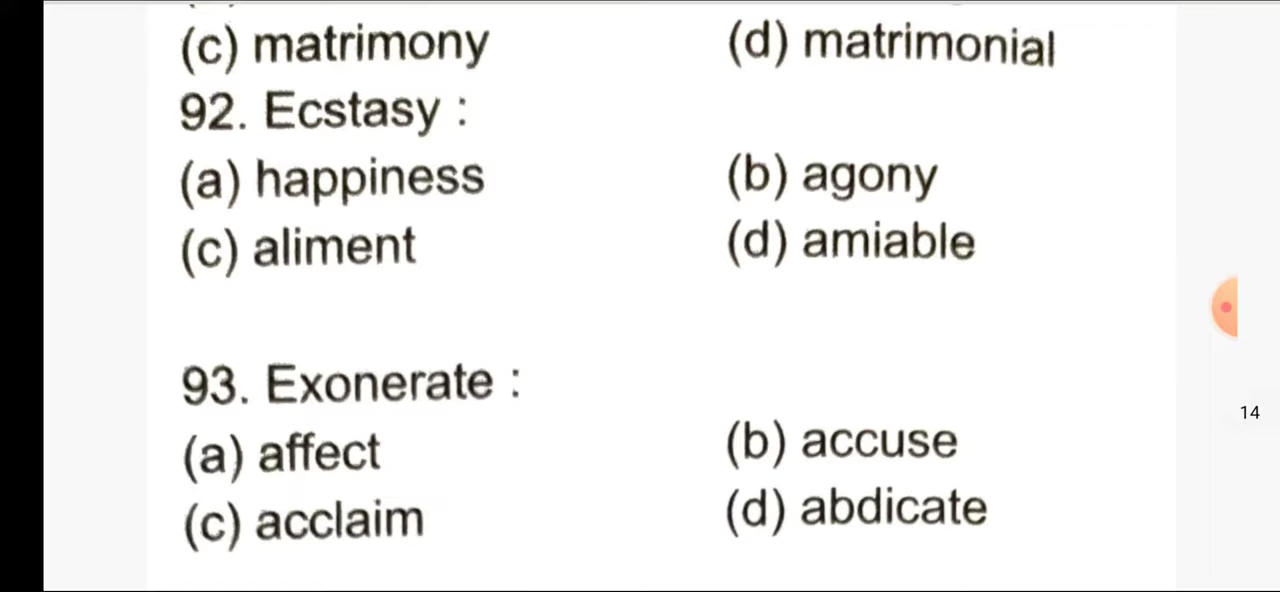 (c) matrimony (d) matrimonial
92. Ecstasy :
(a) happiness (b) agony
(c) aliment (d) amiable
93. Exonerate :
(a) affect (b) accuse
14
(c) acclaim (d) abdicate